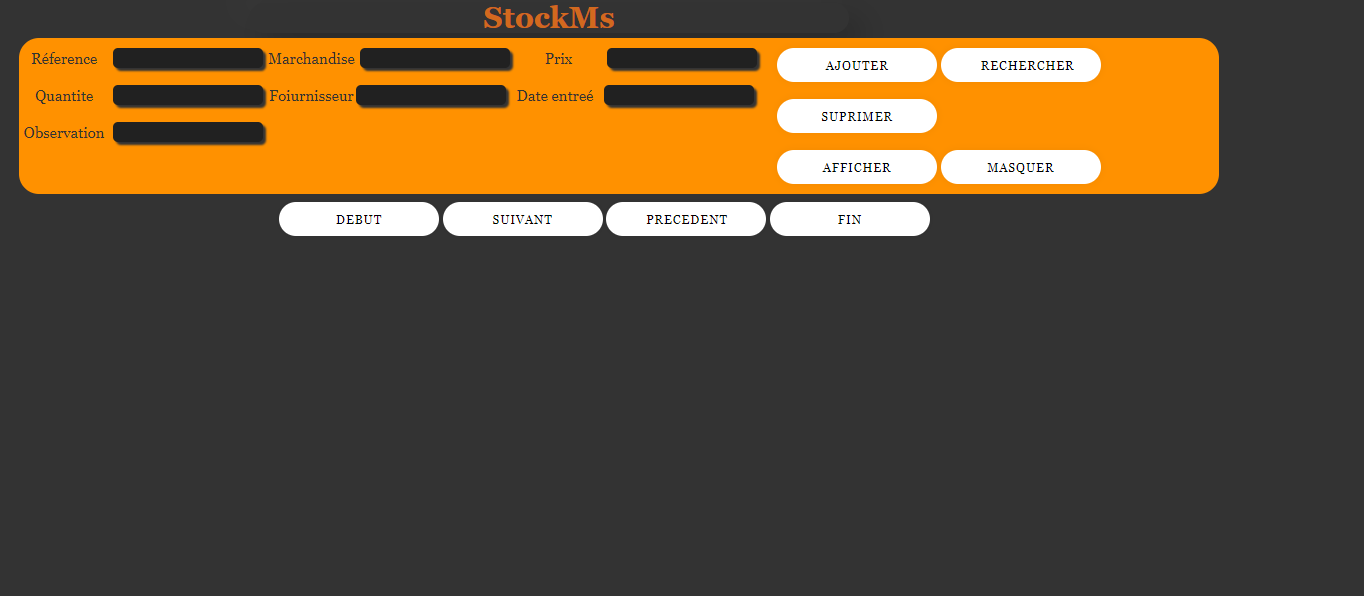 StockMs
Réference Marchandise Prix AJOUTER RECHERCHER
Quantite Foiurnisseur Date entreé SUPRIMER
Observation
AFFICHER MASQUER
DEBUT SUIVANT PRECEDENT FIN